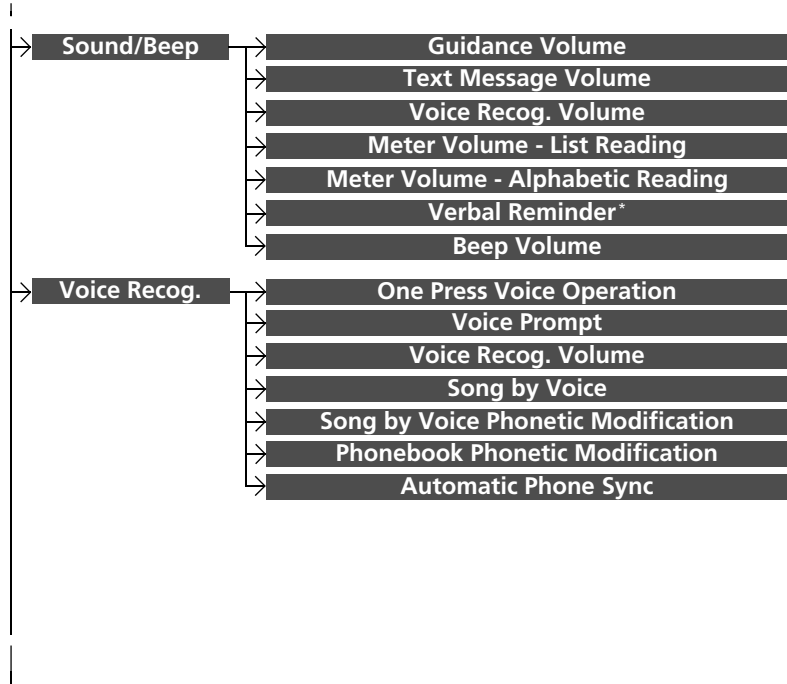 Sound/Beep
Guidance Volume
Text Message Volume
Voice Recog. Volume
Meter Volume - List Reading
Meter Volume - Alphabetic Reading
Verbal Reminder*
Beep Volume
Voice Recog.
One Press Voice Operation
Voice Prompt
Voice Recog. Volume
Song by Voice
Song by Voice Phonetic Modification
Phonebook Phonetic Modification
Automatic Phone Sync